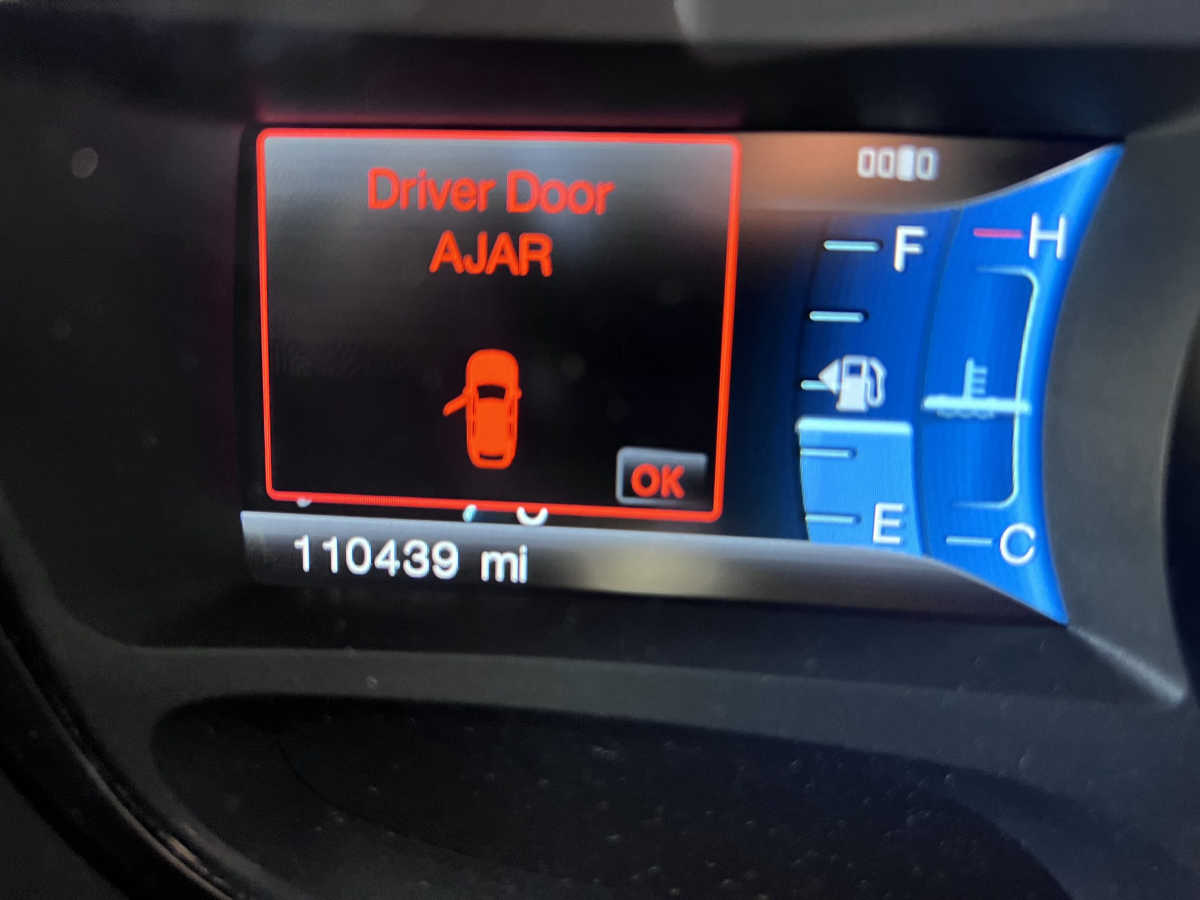 Driver Door
AJAR
OK
110439 mi
F
E
H
C